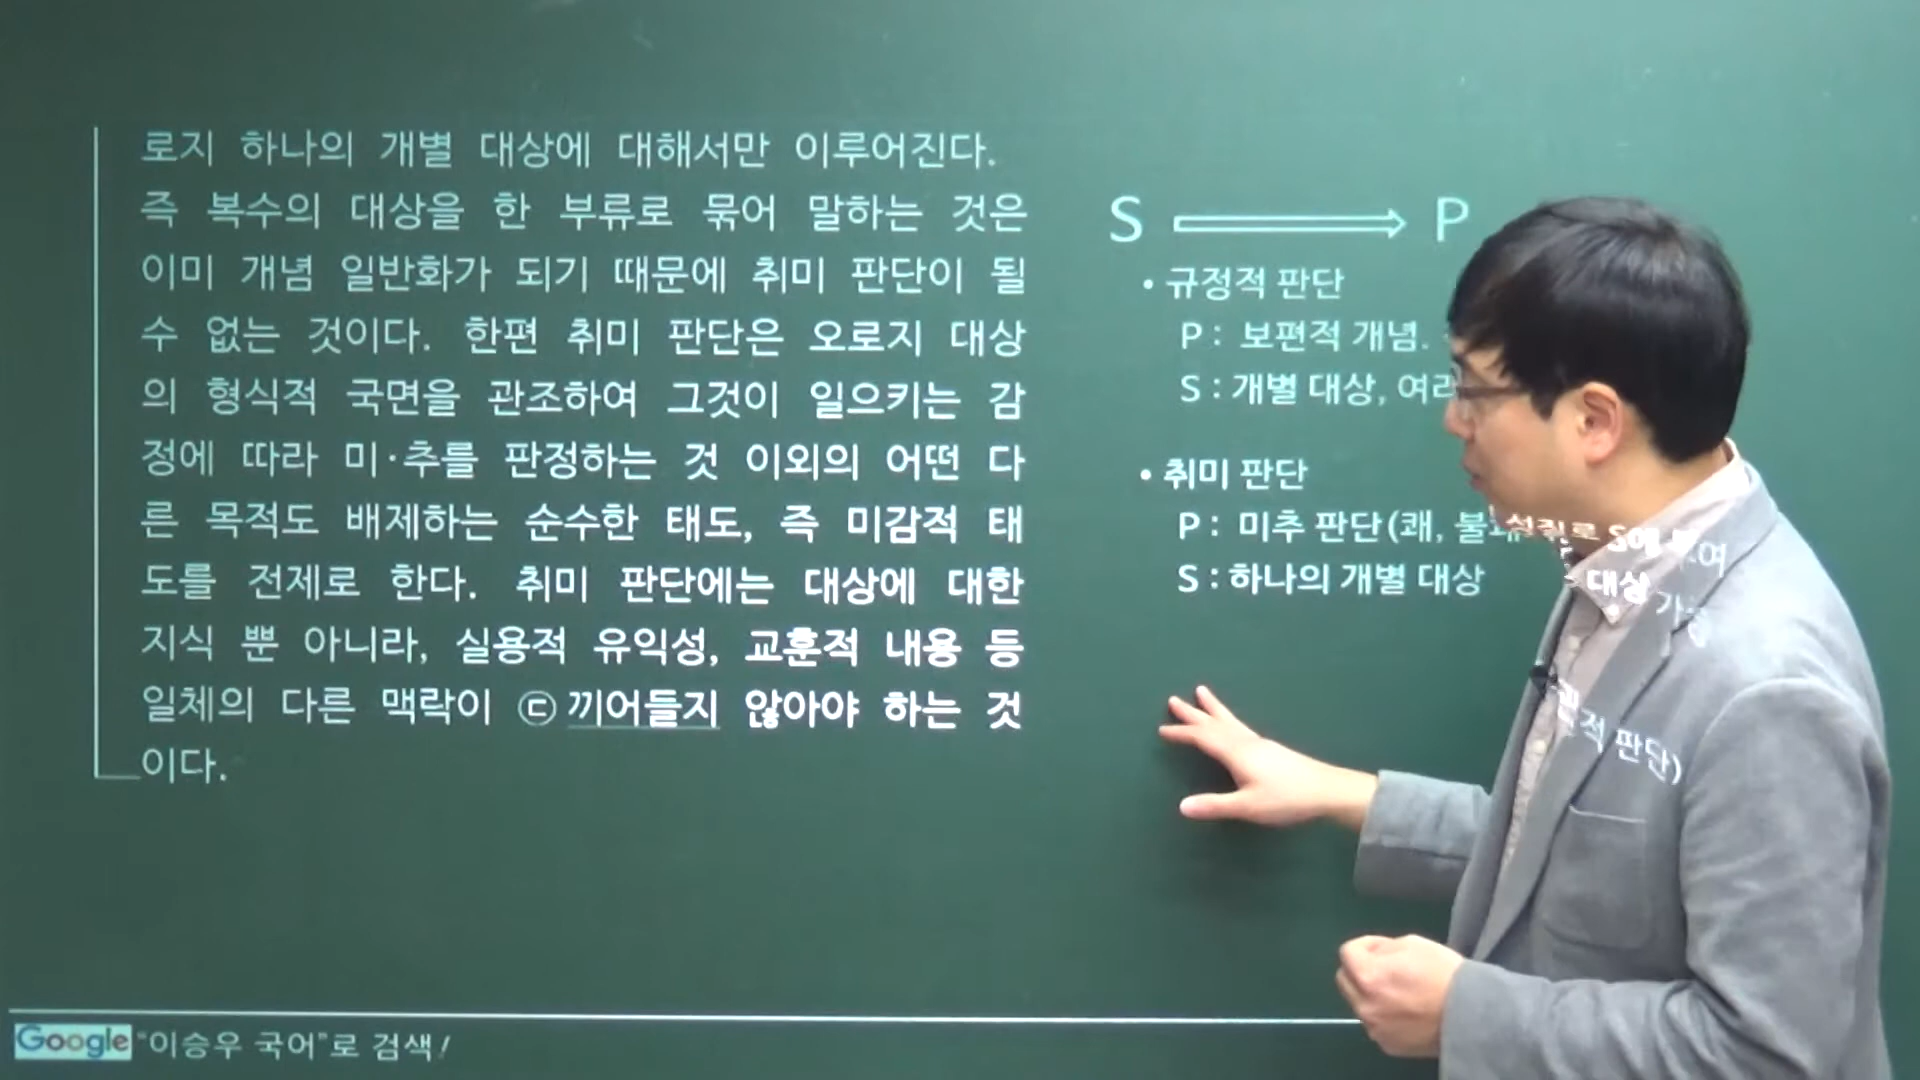 로지 하나의 개별 대상에 대해서만 이루어진다.
즉 복수의 대상을 한 부류로 묶어 말하는 것은
이미 개념 일반화가 되기 때문에 취미 판단이 될
수 없는 것이다. 한편 취미 판단은 오로지 대상
의 형식적 국면을 관조하여 그것이 일으키는 감
정에 따라 미·추를 판정하는 것 이외의 어떤 다
른 목적도 배제하는 순수한 태도, 즉 미감적 태
도를 전제로 한다. 취미 판단에는 대상에 대한
지식 뿐 아니라, 실용적 유익성, 교훈적 내용 등
일체의 다른 맥락이 ㉢ 끼어들지 않아야 하는 것
이다.
S ⟹ P
• 규정적 판단
P : 보편적 개념.
S : 개별 대상,
• 취미 판단
P : 미추 판단(쾌,
S : 하나의 개별 대상
대상
판단)
Google "이승우 국어"로 검색!